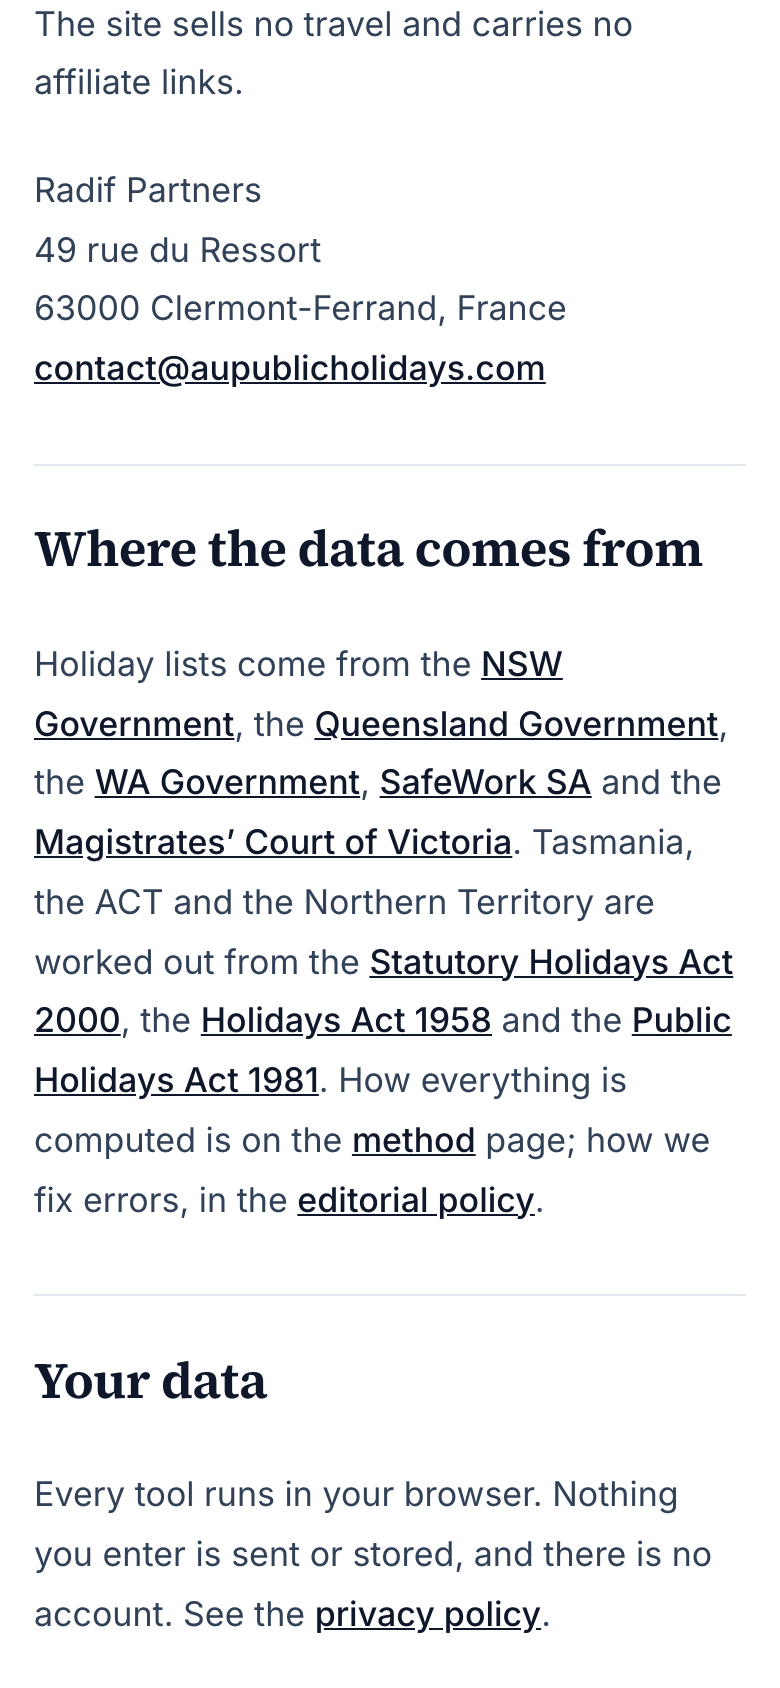 The site sells no travel and carries no
affiliate links.
Radif Partners
49 rue du Ressort
63000 Clermont-Ferrand, France
contact@aupublicholidays.com
Where the data comes from
Holiday lists come from the NSW
Government, the Queensland Government,
the WA Government, SafeWork SA and the
Magistrates’ Court of Victoria. Tasmania,
the ACT and the Northern Territory are
worked out from the Statutory Holidays Act
2000, the Holidays Act 1958 and the Public
Holidays Act 1981. How everything is
computed is on the method page; how we
fix errors, in the editorial policy.
Your data
Every tool runs in your browser. Nothing
you enter is sent or stored, and there is no
account. See the privacy policy.